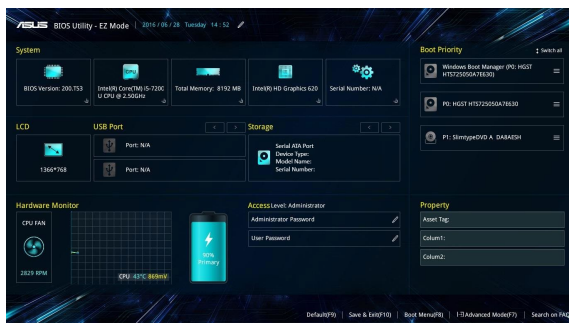 ASUS BIOS Utility - EZ Mode 2016 / 06 / 28 Tuesday 14 : 52
System
BIOS Version: 200.T53
Intel(R) Core(TM) i5-7200
U CPU @ 2.50GHz
Total Memory: 8192 MB
Intel(R) HD Graphics 620
Serial Number: N/A
Boot Priority
Switch all
Windows Boot Manager (P0: HGST
HTS725050A7E630)
P0: HGST HTS725050A7E630
P1: SlimtypeDVD A DA8AESH
LCD
1366*768
USB Port
Port: N/A
Port: N/A
Storage
Serial ATA Port
Device Type:
Model Name:
Serial Number:
Hardware Monitor
CPU FAN
2829 RPM
CPU 43°C 869mV
50%
Primary
Access Level: Administrator
Administrator Password
User Password
Property
Asset Tag:
Colum1:
Colum2:
Default(F9) | Save & Exit(F10) | Boot Menu(F8) | Advanced Mode(F7) | Search on FAQ